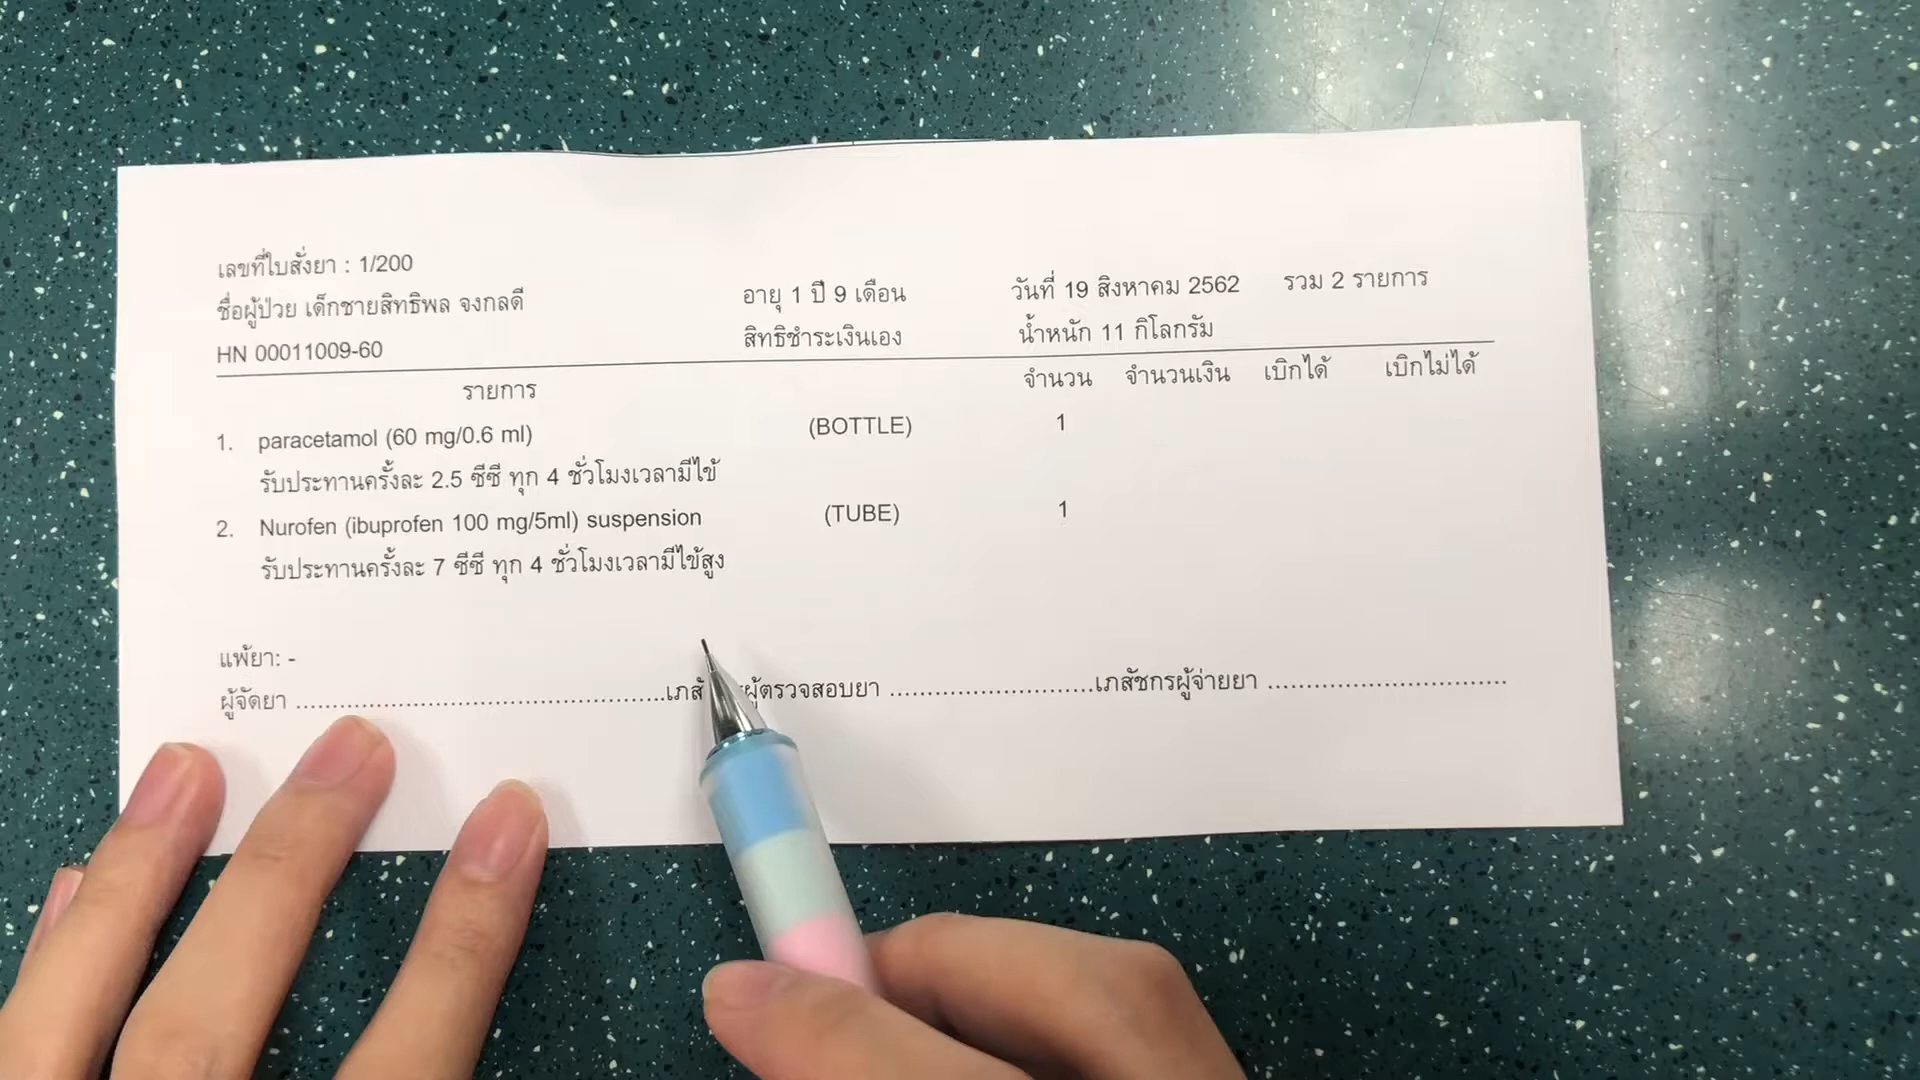 เลขที่ใบสั่งยา : 1/200
ชื่อผู้ป่วย เด็กชายสิทธิพล จงกลดี อายุ 1 ปี 9 เดือน วันที่ 19 สิงหาคม 2562 รวม 2 รายการ
HN 00011009-60 สิทธิชำระเงินเอง น้ำหนัก 11 กิโลกรัม
รายการ จำนวน จำนวนเงิน เบิกได้ เบิกไม่ได้
1. paracetamol (60 mg/0.6 ml) (BOTTLE) 1
รับประทานครั้งละ 2.5 ซีซี ทุก 4 ชั่วโมงเวลามีไข้
2. Nurofen (ibuprofen 100 mg/5ml) suspension (TUBE) 1
รับประทานครั้งละ 7 ซีซี ทุก 4 ชั่วโมงเวลามีไข้สูง
แพ้ยา: -
ผู้จัดยา ....................................................เภสั ผู้ตรวจสอบยา .............................เภสัชกรผู้จ่ายยา ..................................